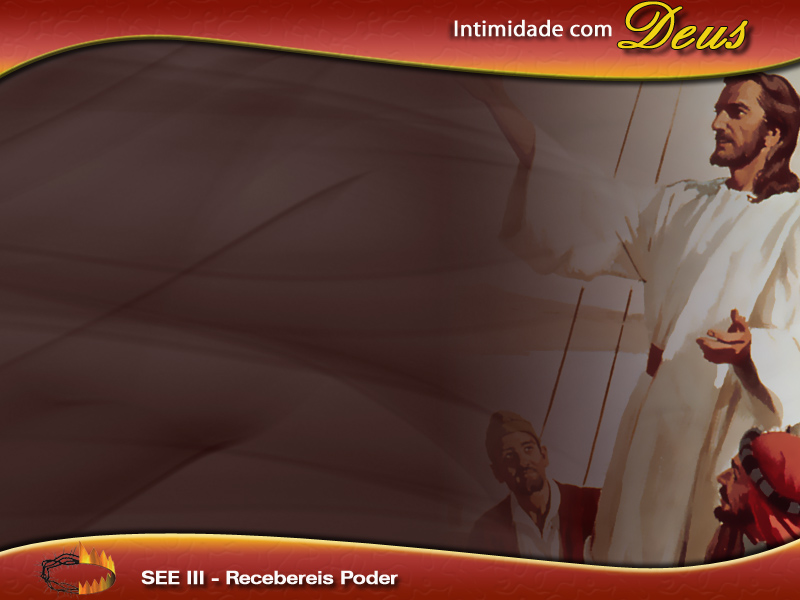 Intimidade com Deus
SEE III - Recebereis Poder